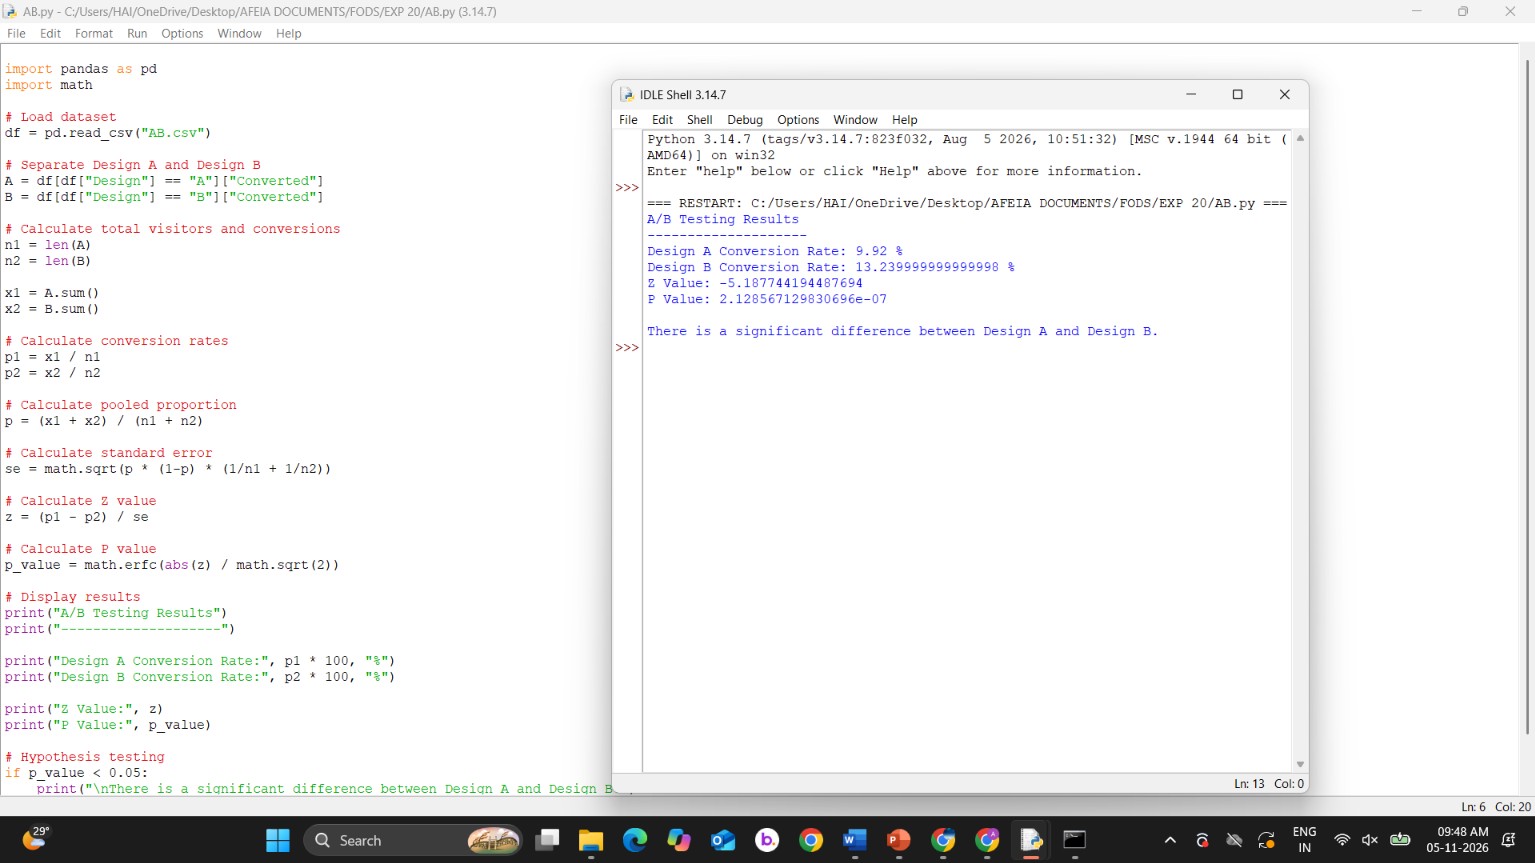 AB.py - C:/Users/HAI/OneDrive/Desktop/AFEIA DOCUMENTS/FODS/EXP 20/AB.py (3.14.7)
File Edit Format Run Options Window Help
import pandas as pd
import math
# Load dataset
df = pd.read_csv("AB.csv")
# Separate Design A and Design B
A = df[df["Design"] == "A"]["Converted"]
B = df[df["Design"] == "B"]["Converted"]
# Calculate total visitors and conversions
n1 = len(A)
n2 = len(B)
x1 = A.sum()
x2 = B.sum()
# Calculate conversion rates
p1 = x1 / n1
p2 = x2 / n2
# Calculate pooled proportion
p = (x1 + x2) / (n1 + n2)
# Calculate standard error
se = math.sqrt(p * (1-p) * (1/n1 + 1/n2))
# Calculate Z value
z = (p1 - p2) / se
# Calculate P value
p_value = math.erfc(abs(z) / math.sqrt(2))
# Display results
print("A/B Testing Results")
print("--------------------")
print("Design A Conversion Rate:", p1 * 100, "%")
print("Design B Conversion Rate:", p2 * 100, "%")
print("Z Value:", z)
print("P Value:", p_value)
# Hypothesis testing
if p_value < 0.05:
print("\nThere is a significant difference between Design A and Design B
IDLE Shell 3.14.7
File Edit Shell Debug Options Window Help
Python 3.14.7 (tags/v3.14.7:823f032, Aug 5 2026, 10:51:32) [MSC v.1944 64 bit (
AMD64)] on win32
Enter "help" below or click "Help" above for more information.
>>>
=== RESTART: C:/Users/HAI/OneDrive/Desktop/AFEIA DOCUMENTS/FODS/EXP 20/AB.py ===
A/B Testing Results
--------------------
Design A Conversion Rate: 9.92 %
Design B Conversion Rate: 13.239999999999998 %
Z Value: -5.187744194487694
P Value: 2.128567129830696e-07
There is a significant difference between Design A and Design B.
>>>
Ln: 13 Col: 0
Ln: 6 Col: 20
29°
Search
b.
ENG
IN
09:48 AM
05-11-2026